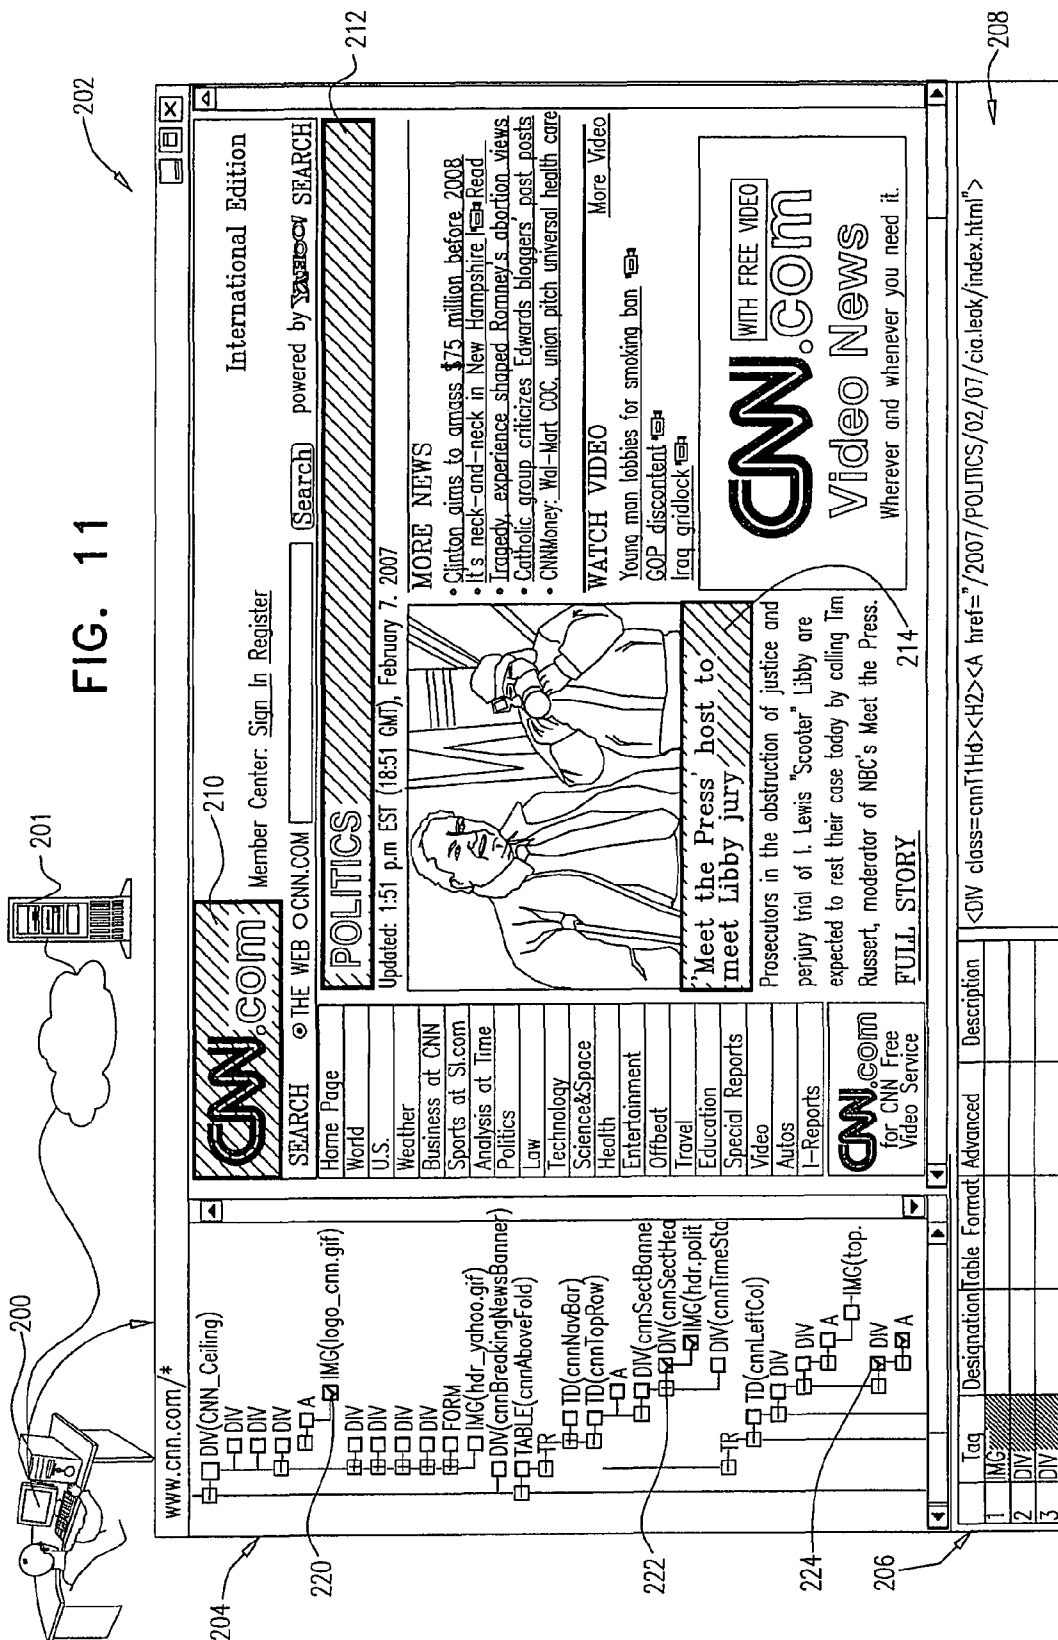 FIG. 11
200
201
202
www.cnn.com/*
204
DIV(CNN_Ceiling)
DIV
DIV
DIV
A
IMG(logo_cnn.gif)
220
DIV
DIV
DIV
DIV
FORM
IMG(hdr_yahoo.gif)
DIV(cnnBreakingNewsBanner)
TABLE(cnnAboveFold)
TR
TD(cnnNavBar)
TD(cnnTopRow)
A
DIV(cnnSectBanne
DIV(cnnSectHea
222
IMG(hdr.polit
DIV(cnnTimeSta
TR
TD(cnnLeftCol)
DIV
DIV
A
IMG(top.
DIV
224
A
CNN.com
210
International Edition
Member Center: Sign In Register
SEARCH THE WEB CNN.COM Search powered by YAHOO! SEARCH
Home Page
World
U.S.
Weather
Business at CNN
Sports at SI.com
Analysis at Time
Politics
Law
Technology
Science&Space
Health
Entertainment
Offbeat
Travel
Education
Special Reports
Video
Autos
I-Reports
CNN.com
for CNN Free
Video Service
POLITICS
212
Updated: 1:51 p.m EST (18:51 GMT), February 7. 2007
'Meet the Press' host to
meet Libby jury
214
Prosecutors in the obstruction of justice and
perjury trial of I. Lewis "Scooter" Libby are
expected to rest their case today by calling Tim
Russert, moderator of NBC's Meet the Press.
FULL STORY
MORE NEWS
• Clinton aims to amass $75 million before 2008
• It's neck-and-neck in New Hampshire Read
• Tragedy, experience shaped Romney's abortion views
• Catholic group criticizes Edwards bloggers' past posts
• CNNMoney: Wal-Mart COC, union pitch universal health care
WATCH VIDEO More Video
Young man lobbies for smoking ban
GOP discontent
Iraq gridlock
CNN.com WITH FREE VIDEO
Video News
Wherever and whenever you need it.
206
Tag Designation Table Format Advanced Description
1 IMG
2 DIV
3 DIV
<DIV class=cnnT1Hd><H2><A href="/2007/POLITICS/02/07/cia.leak/index.html">
208